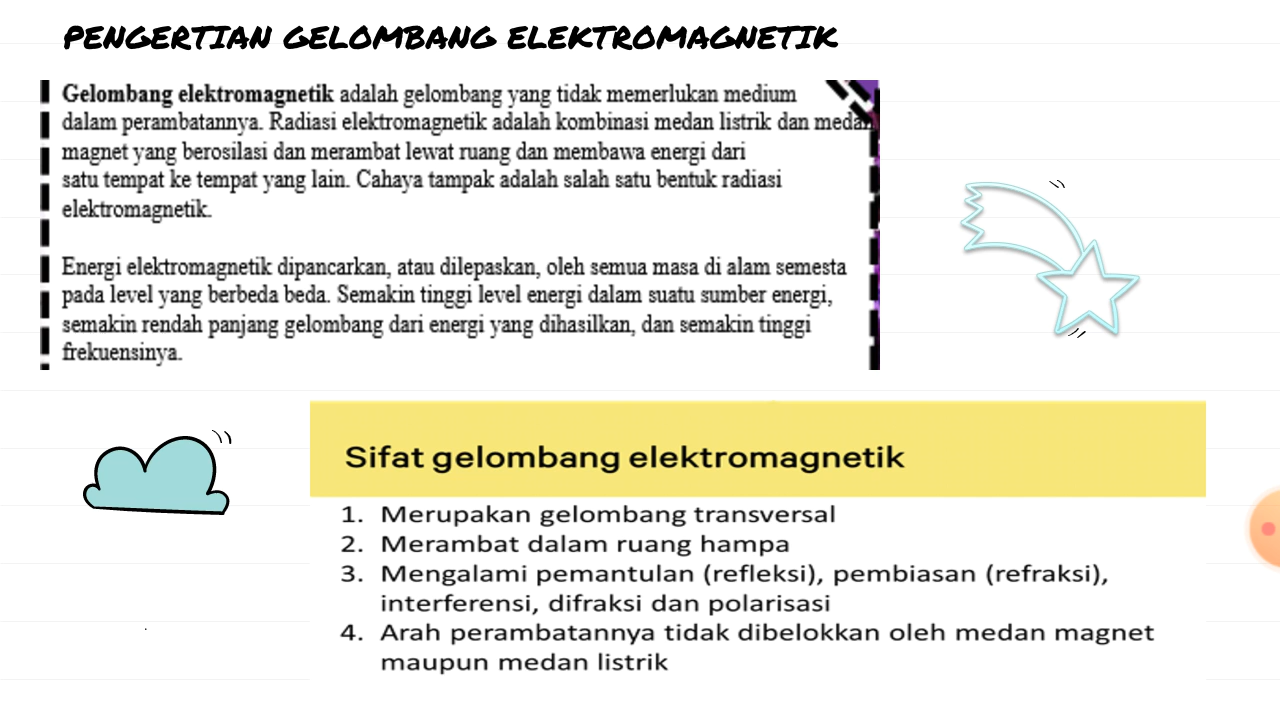 PENGERTIAN GELOMBANG ELEKTROMAGNETIK
Gelombang elektromagnetik adalah gelombang yang tidak memerlukan medium
dalam perambatannya. Radiasi elektromagnetik adalah kombinasi medan listrik dan medan
magnet yang berosilasi dan merambat lewat ruang dan membawa energi dari
satu tempat ke tempat yang lain. Cahaya tampak adalah salah satu bentuk radiasi
elektromagnetik.
Energi elektromagnetik dipancarkan, atau dilepaskan, oleh semua masa di alam semesta
pada level yang berbeda beda. Semakin tinggi level energi dalam suatu sumber energi,
semakin rendah panjang gelombang dari energi yang dihasilkan, dan semakin tinggi
frekuensinya.
Sifat gelombang elektromagnetik
1. Merupakan gelombang transversal
2. Merambat dalam ruang hampa
3. Mengalami pemantulan (refleksi), pembiasan (refraksi),
interferensi, difraksi dan polarisasi
4. Arah perambatannya tidak dibelokkan oleh medan magnet
maupun medan listrik